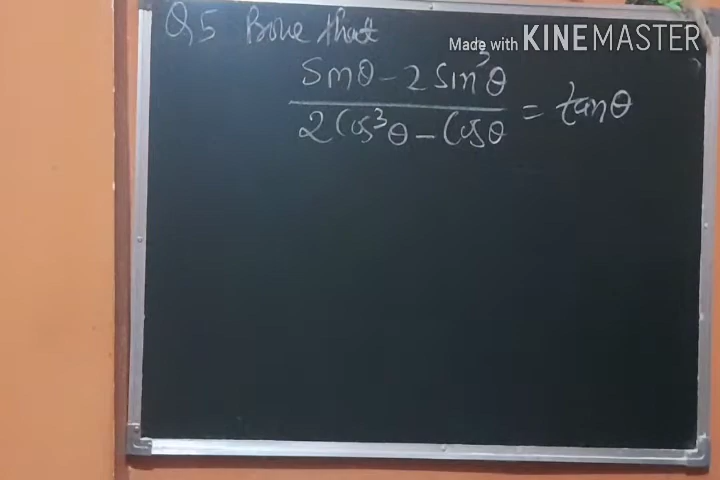 Q5 Prove that
Made with KINEMASTER
Sinθ - 2 Sin³θ
2 Cos³θ - Cosθ
= tanθ